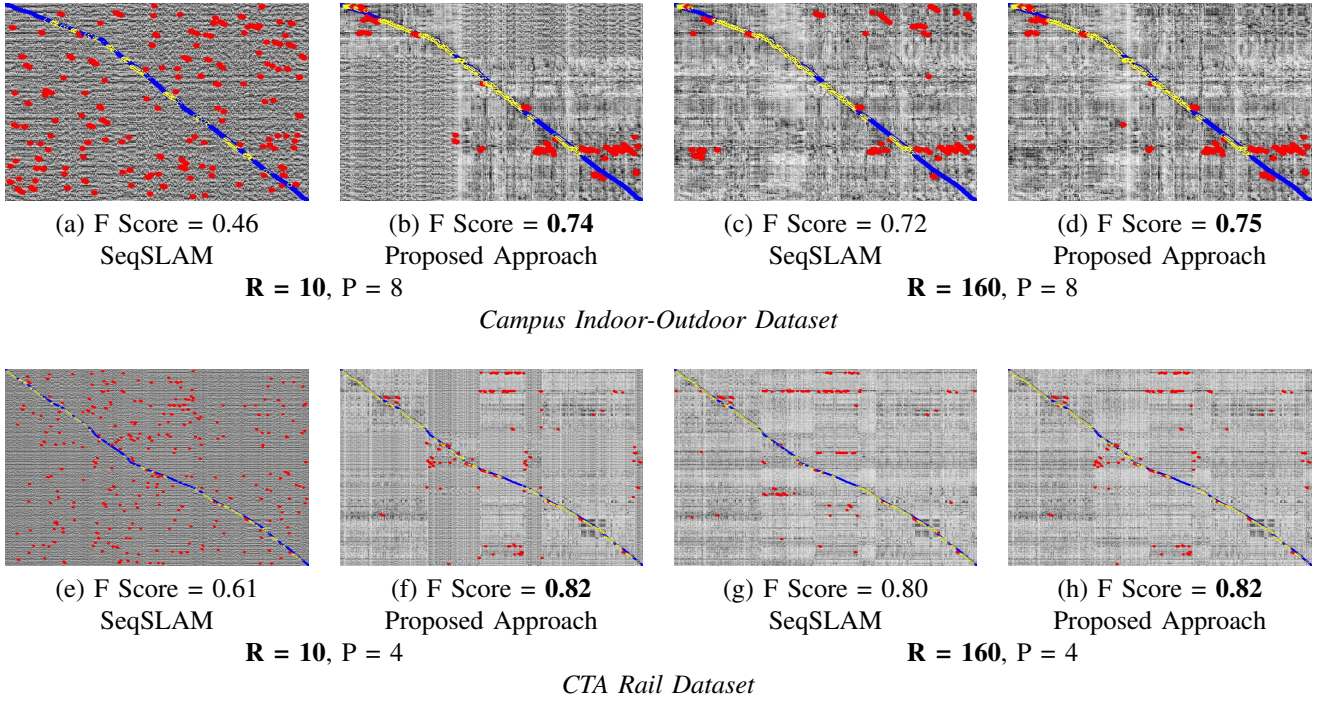 (a) F Score = 0.46
SeqSLAM
(b) F Score = 0.74
Proposed Approach
(c) F Score = 0.72
SeqSLAM
(d) F Score = 0.75
Proposed Approach
R = 10, P = 8
R = 160, P = 8
Campus Indoor-Outdoor Dataset
(e) F Score = 0.61
SeqSLAM
(f) F Score = 0.82
Proposed Approach
(g) F Score = 0.80
SeqSLAM
(h) F Score = 0.82
Proposed Approach
R = 10, P = 4
R = 160, P = 4
CTA Rail Dataset